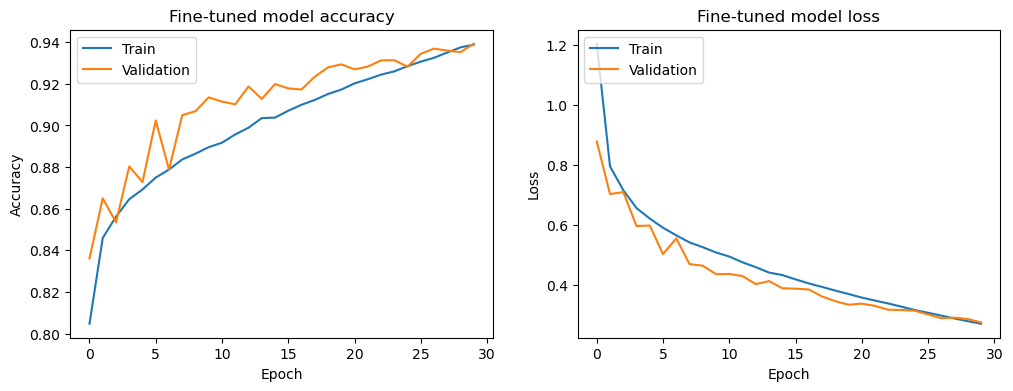 Fine-tuned model accuracy
Train
Validation
0.94
0.92
0.90
0.88
0.86
0.84
0.82
0.80
Accuracy
0 5 10 15 20 25 30
Epoch
Fine-tuned model loss
Train
Validation
1.2
1.0
0.8
0.6
0.4
Loss
0 5 10 15 20 25 30
Epoch